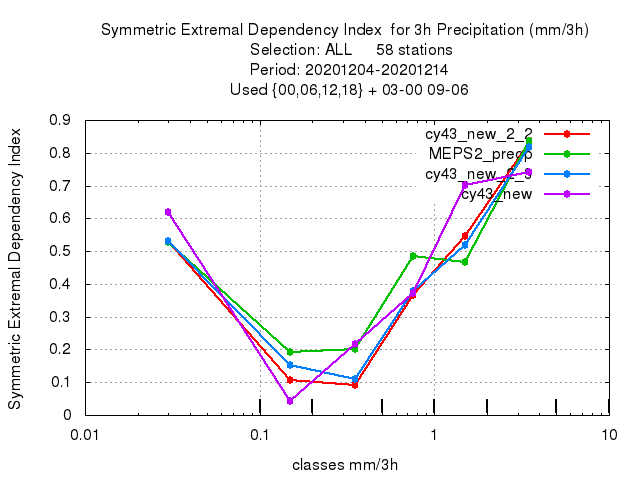 Symmetric Extremal Dependency Index  for 3h Precipitation (mm/3h)
Selection: ALL     58 stations
Period: 20201204-20201214
Used {00,06,12,18} + 03-00 09-06
Symmetric Extremal Dependency Index
0.9
0.8
0.7
0.6
0.5
0.4
0.3
0.2
0.1
0
cy43_new_2_2
MEPS2_precp
cy43_new_2_3
cy43_new
0.01
0.1
1
10
classes mm/3h